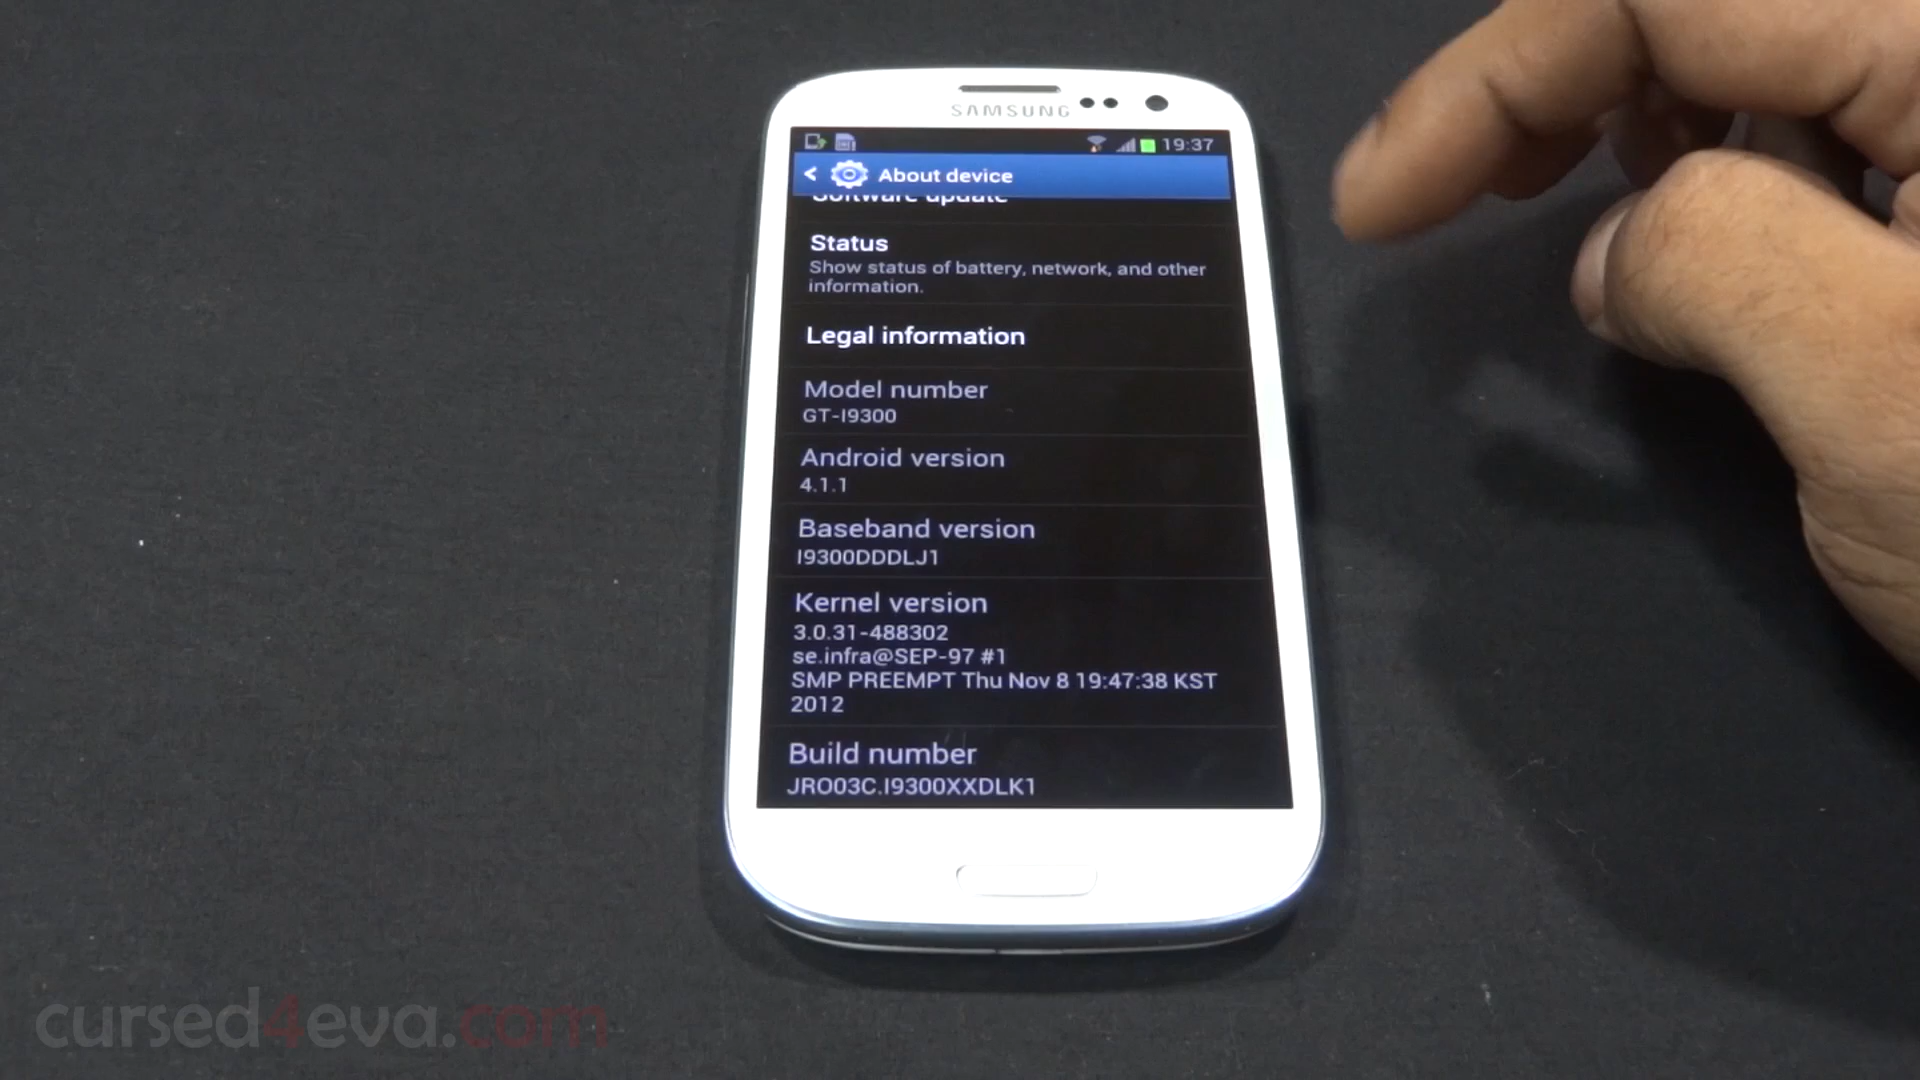 SAMSUNG
19:37
About device
Software update
Status
Show status of battery, network, and other
information.
Legal information
Model number
GT-I9300
Android version
4.1.1
Baseband version
I9300DDDLJ1
Kernel version
3.0.31-488302
se.infra@SEP-97 #1
SMP PREEMPT Thu Nov 8 19:47:38 KST
2012
Build number
JRO03C.I9300XXDLK1
cursed4eva.com